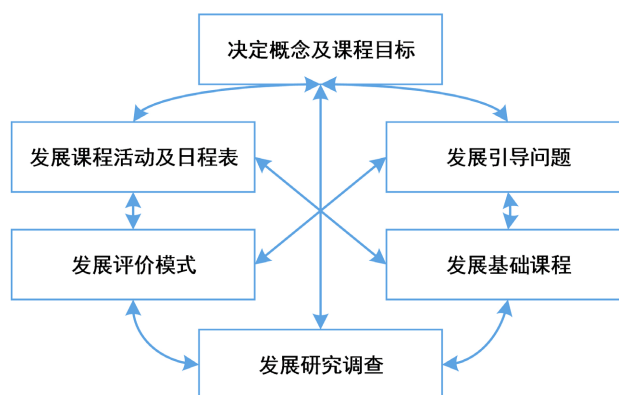 决定概念及课程目标
发展课程活动及日程表
发展引导问题
发展评价模式
发展基础课程
发展研究调查